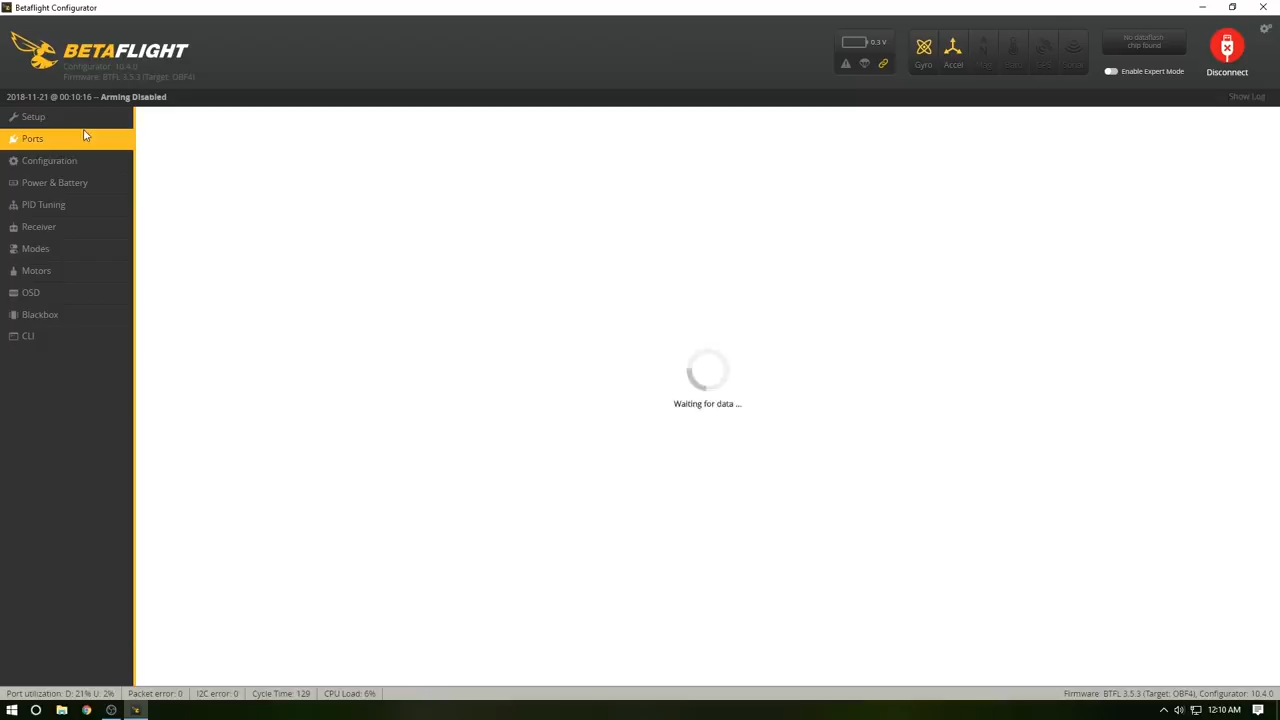 Betaflight Configurator
BETAFLIGHT
Configurator: 10.4.0
Firmware: BTFL 3.5.3 (Target: OBF4)
0.3 V
Gyro
Accel
Mag
Baro
GPS
Sonar
No dataflash
chip found
Enable Expert Mode
Disconnect
2018-11-21 @ 00:10:16 -- Arming Disabled
Show Log
Setup
Ports
Configuration
Power & Battery
PID Tuning
Receiver
Modes
Motors
OSD
Blackbox
CLI
Waiting for data ...
Port utilization: D: 21% U: 2%
Packet error: 0
I2C error: 0
Cycle Time: 129
CPU Load: 6%
Firmware: BTFL 3.5.3 (Target: OBF4), Configurator: 10.4.0
12:10 AM